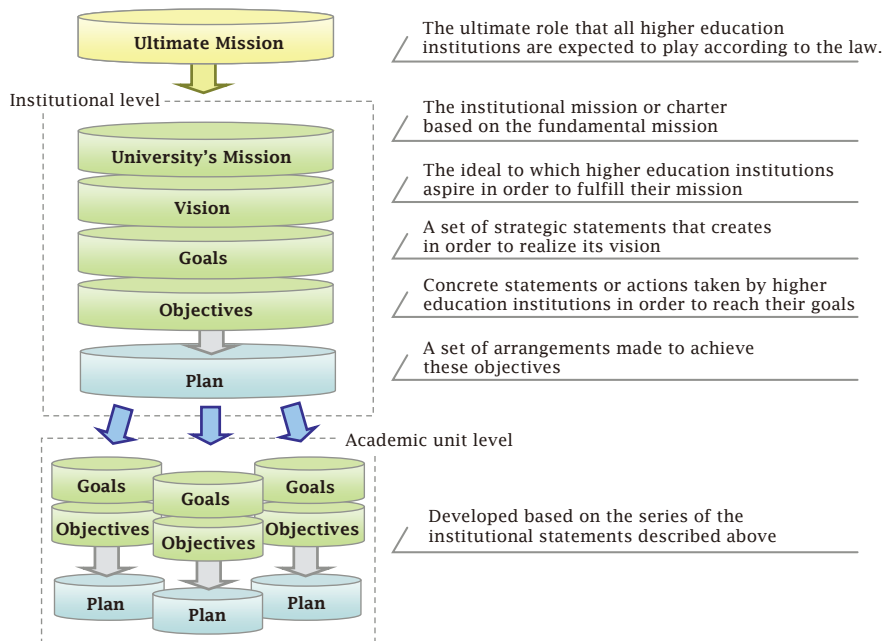 Ultimate Mission
The ultimate role that all higher education
institutions are expected to play according to the law.
Institutional level
University's Mission
The institutional mission or charter
based on the fundamental mission
Vision
The ideal to which higher education institutions
aspire in order to fulfill their mission
Goals
A set of strategic statements that creates
in order to realize its vision
Objectives
Concrete statements or actions taken by higher
education institutions in order to reach their goals
Plan
A set of arrangements made to achieve
these objectives
Academic unit level
Goals
Objectives
Plan
Goals
Objectives
Plan
Goals
Objectives
Plan
Developed based on the series of the
institutional statements described above